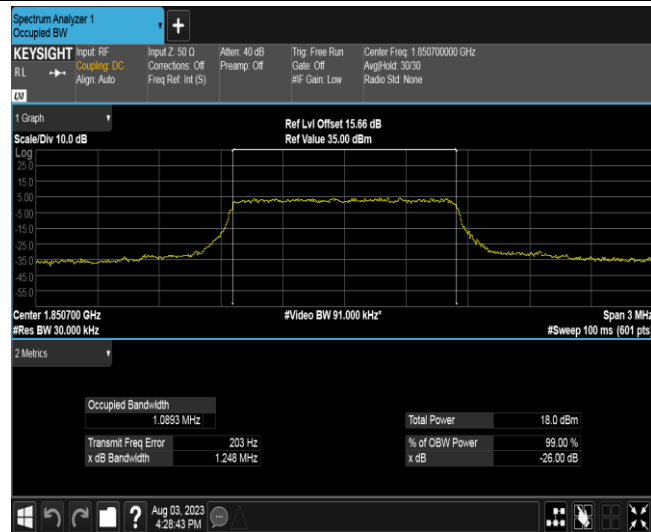 Spectrum Analyzer 1
Occupied BW
KEYSIGHT Input: RF Input Z: 50 Ω Atten: 40 dB Trig: Free Run Center Freq: 1.850700000 GHz
RL Coupling: DC Corrections: Off Preamp: Off Gate: Off Avg|Hold: 30/30
Align: Auto Freq Ref: Int (S) #IF Gain: Low Radio Std: None
LXI
1 Graph
Ref Lvl Offset 15.66 dB
Scale/Div 10.0 dB Ref Value 35.00 dBm
Log
25.0
15.0
5.00
-5.00
-15.0
-25.0
-35.0
-45.0
-55.0
Center 1.850700 GHz #Video BW 91.000 kHz* Span 3 MHz
#Res BW 30.000 kHz #Sweep 100 ms (601 pts)
2 Metrics
Occupied Bandwidth
1.0893 MHz Total Power 18.0 dBm
Transmit Freq Error 203 Hz % of OBW Power 99.00 %
x dB Bandwidth 1.248 MHz x dB -26.00 dB
Aug 03, 2023
4:28:43 PM